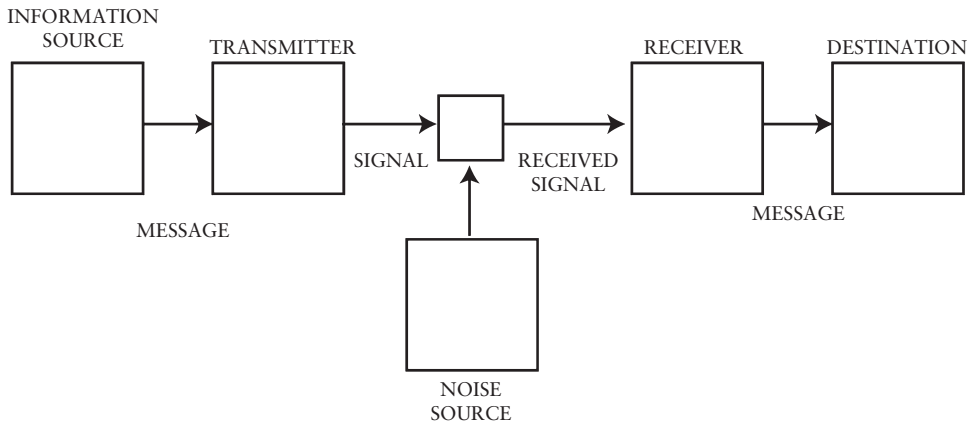 INFORMATION
SOURCE
TRANSMITTER
RECEIVER
DESTINATION
SIGNAL
RECEIVED
SIGNAL
MESSAGE
MESSAGE
NOISE
SOURCE